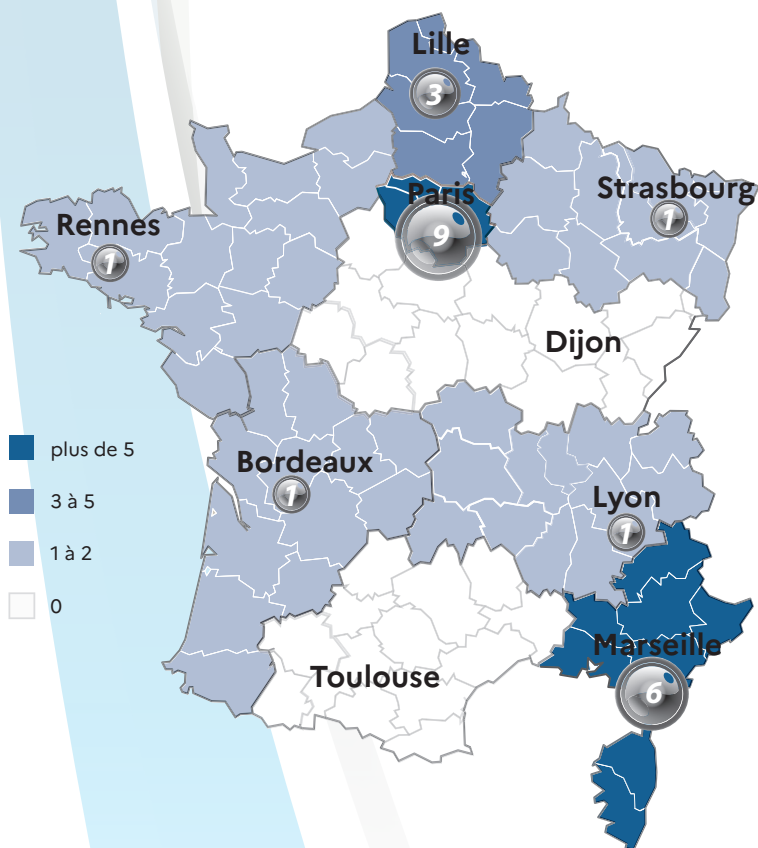 Lille
3
Paris
9
Strasbourg
1
Rennes
1
Dijon
plus de 5
3 à 5
1 à 2
0
Bordeaux
1
Lyon
1
Marseille
6
Toulouse